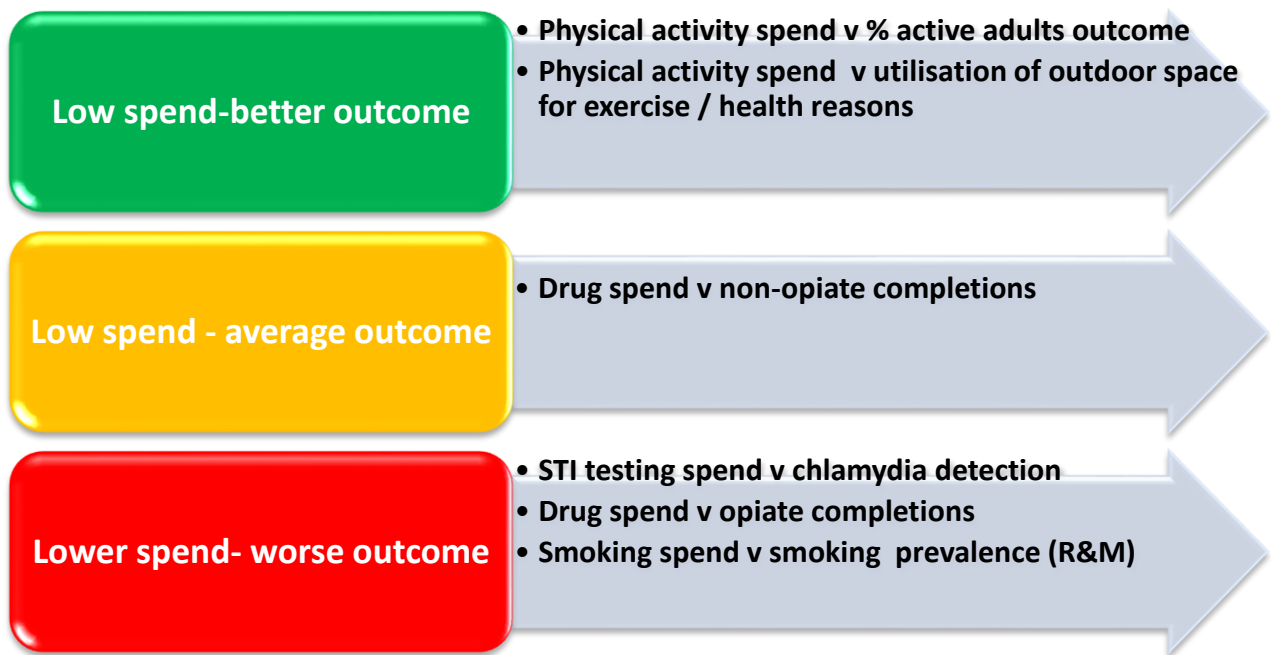 Low spend-better outcome
• Physical activity spend v % active adults outcome
• Physical activity spend  v utilisation of outdoor space
for exercise / health reasons
Low spend - average outcome
• Drug spend v non-opiate completions
Lower spend- worse outcome
• STI testing spend v chlamydia detection
• Drug spend v opiate completions
• Smoking spend v smoking  prevalence (R&M)